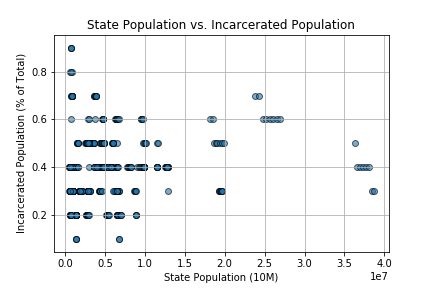 State Population vs. Incarcerated Population
Incarcerated Population (% of Total)
0.8
0.6
0.4
0.2
0.0 0.5 1.0 1.5 2.0 2.5 3.0 3.5 4.0
1e7
State Population (10M)